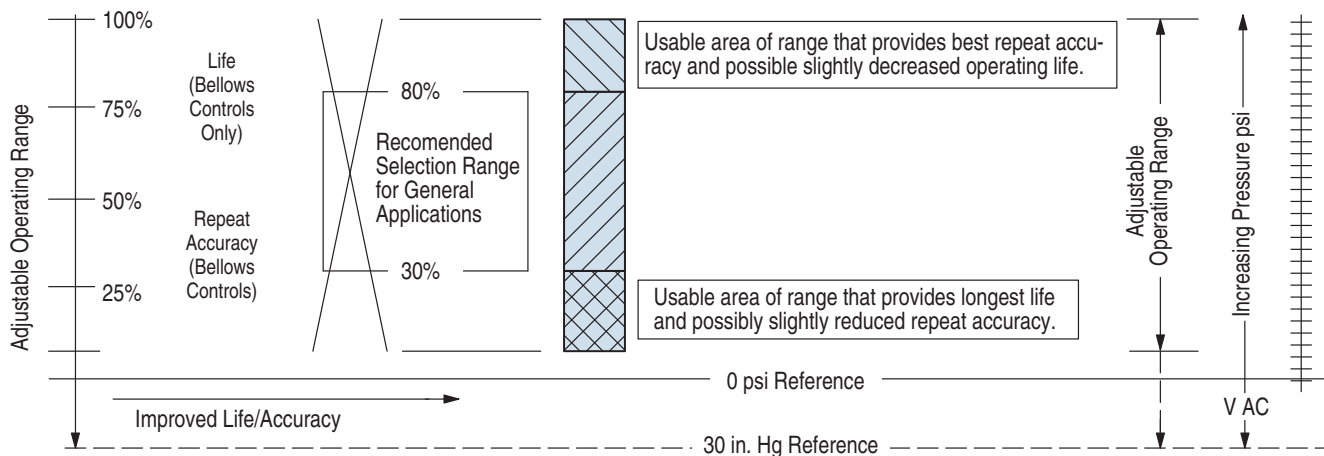 Adjustable Operating Range
100%
75%
50%
25%
Life
(Bellows
Controls
Only)
Repeat
Accuracy
(Bellows
Controls)
80%
Recomended
Selection Range
for General
Applications
30%
Usable area of range that provides best repeat accu-
racy and possible slightly decreased operating life.
Usable area of range that provides longest life
and possibly slightly reduced repeat accuracy.
Adjustable
Operating Range
Increasing Pressure psi
0 psi Reference
Improved Life/Accuracy
V AC
30 in. Hg Reference